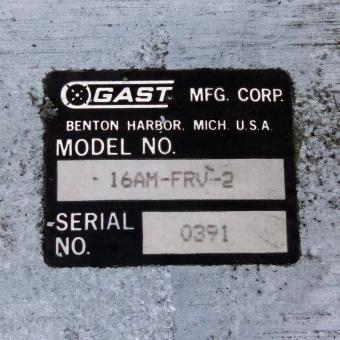 GAST MFG. CORP.
BENTON HARBOR, MICH. U.S.A.
MODEL NO.
16AM-FRV-2
SERIAL NO.
0391